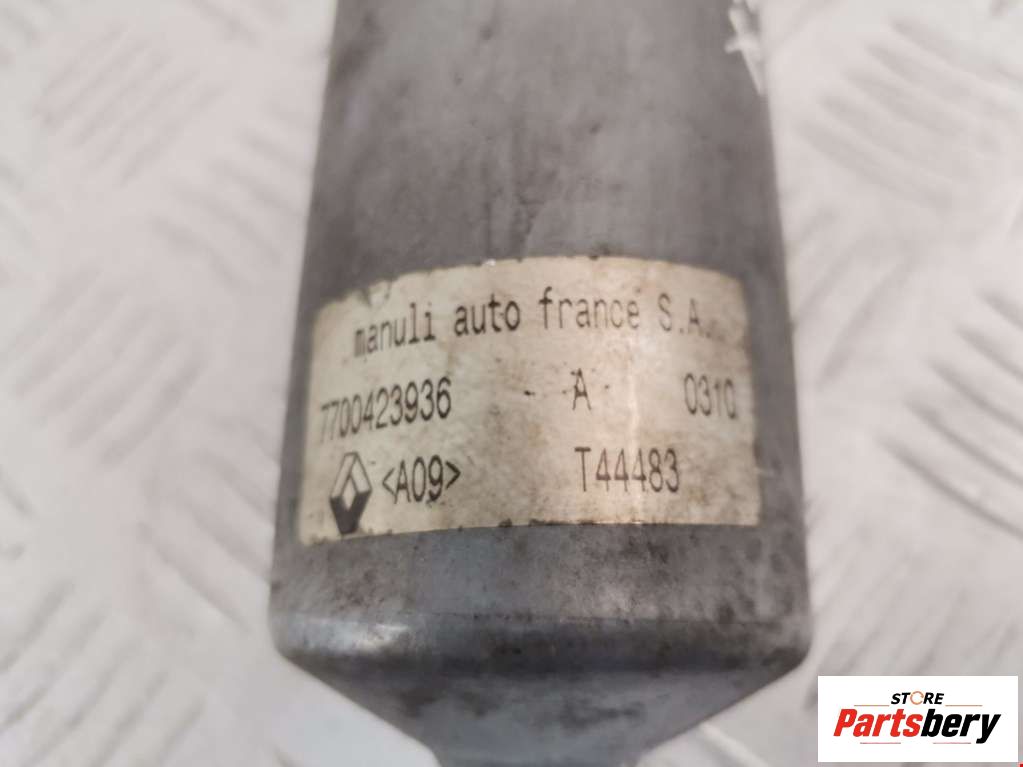 manuli auto france S.A.
7700423936 - A 0310
<A09> T44483
STORE
Partsbery